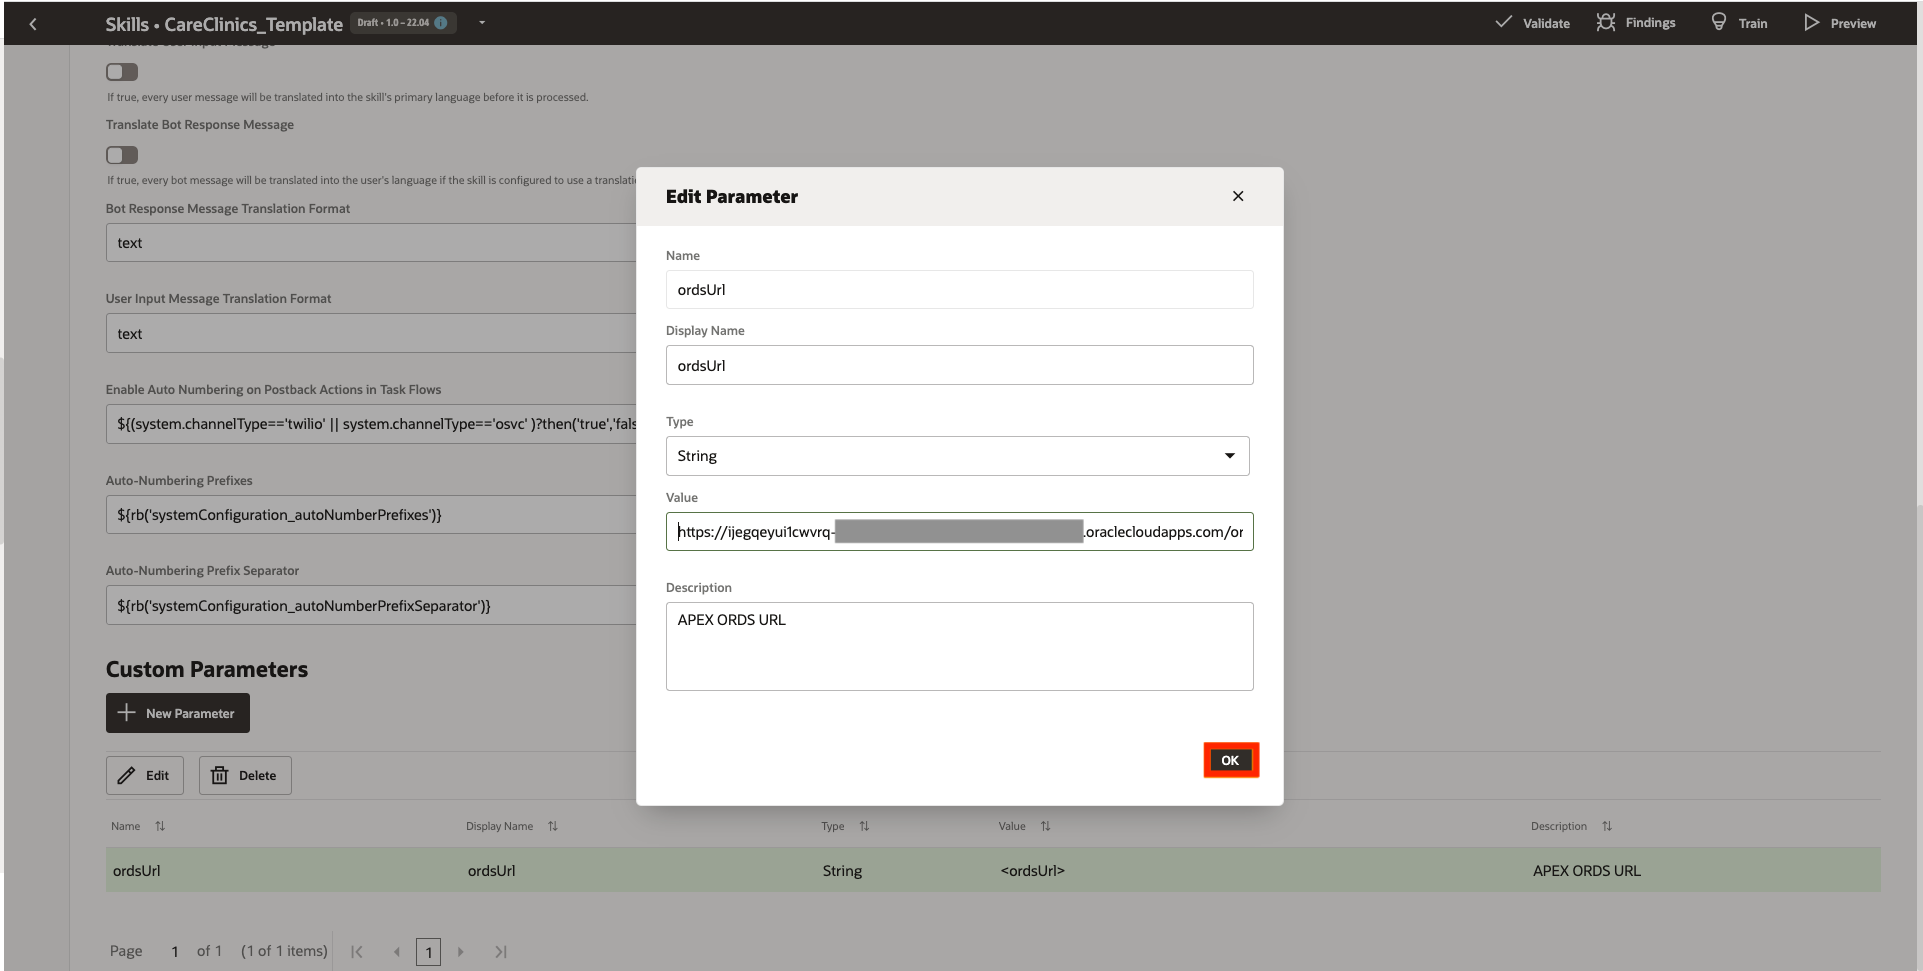 Skills • CareClinics_Template
Draft • 1.0 – 22.04
Validate
Findings
Train
Preview
Translate User Input Message
If true, every user message will be translated into the skill's primary language before it is processed.
Translate Bot Response Message
If true, every bot message will be translated into the user's language if the skill is configured to use a translati
Bot Response Message Translation Format
text
User Input Message Translation Format
text
Enable Auto Numbering on Postback Actions in Task Flows
${(system.channelType=='twilio' || system.channelType=='osvc' )?then('true','fals
Auto-Numbering Prefixes
${rb('systemConfiguration_autoNumberPrefixes')}
Auto-Numbering Prefix Separator
${rb('systemConfiguration_autoNumberPrefixSeparator')}
Custom Parameters
New Parameter
Edit
Delete
Name
Display Name
Type
Value
Description
ordsUrl
ordsUrl
String
<ordsUrl>
APEX ORDS URL
Page 1 of 1 (1 of 1 items)
1
Edit Parameter
Name
ordsUrl
Display Name
ordsUrl
Type
String
Value
https://ijegqeyui1cwvrq- .oraclecloudapps.com/or
Description
APEX ORDS URL
OK